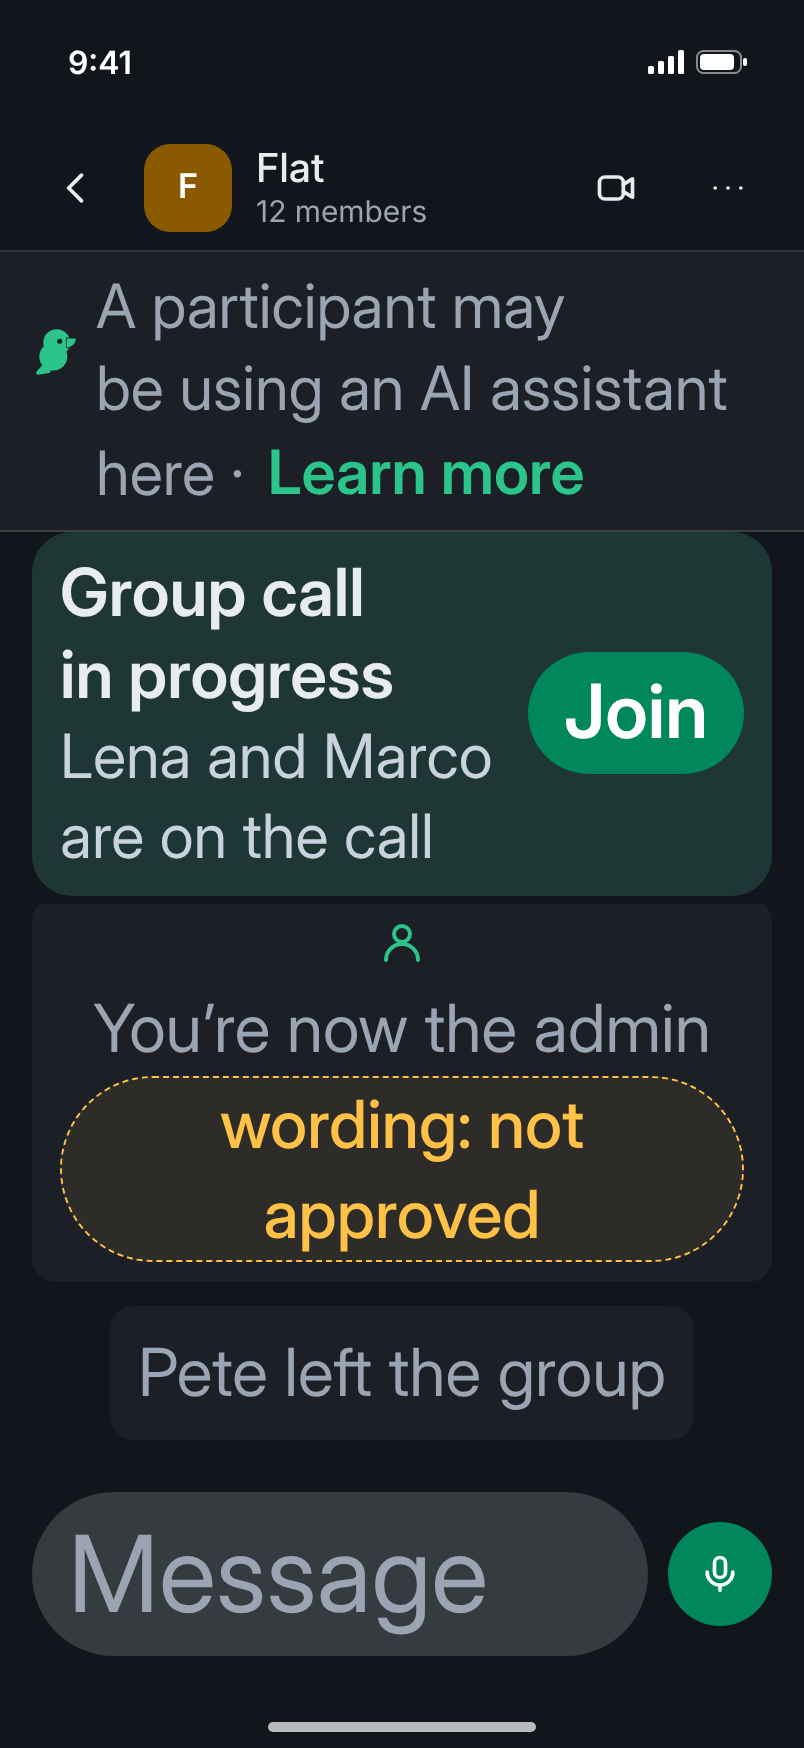 9:41
F
Flat
12 members
A participant may
be using an AI assistant
here · Learn more
Group call
in progress
Lena and Marco
are on the call
Join
You’re now the admin
wording: not
approved
Pete left the group
Message